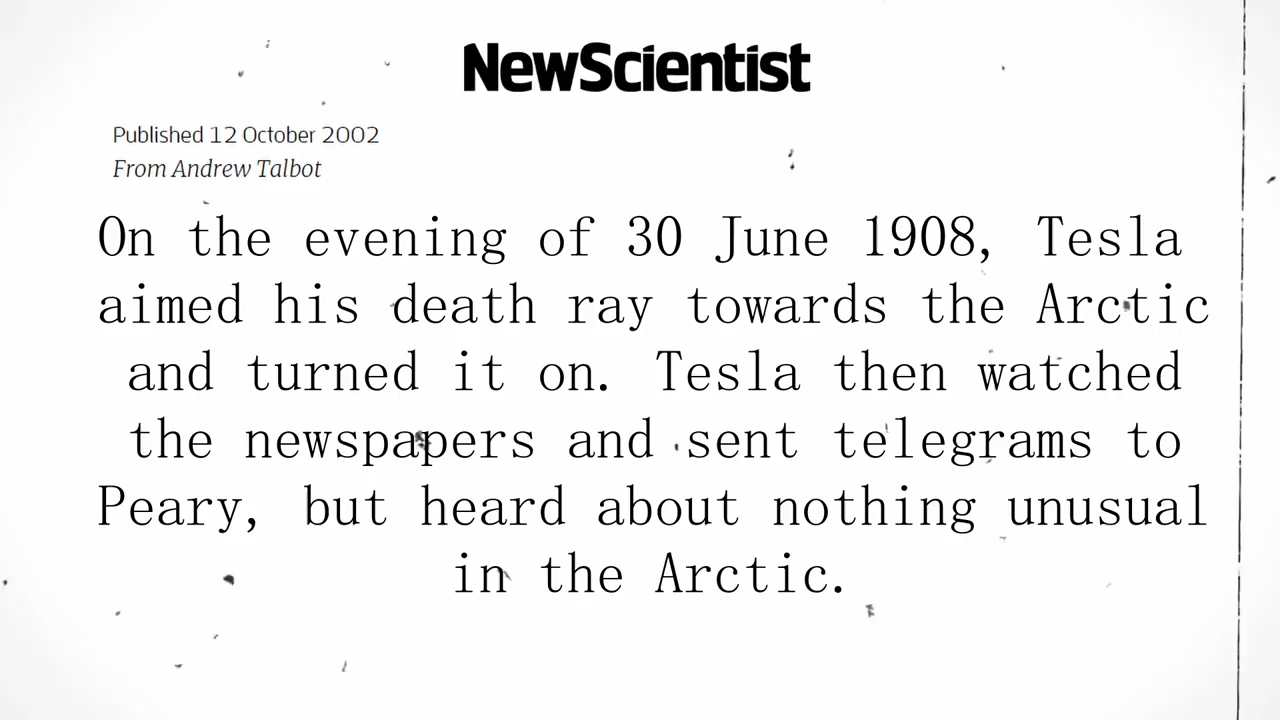 NewScientist
Published 12 October 2002
From Andrew Talbot
On the evening of 30 June 1908, Tesla
aimed his death ray towards the Arctic
and turned it on. Tesla then watched
the newspapers and sent telegrams to
Peary, but heard about nothing unusual
in the Arctic.